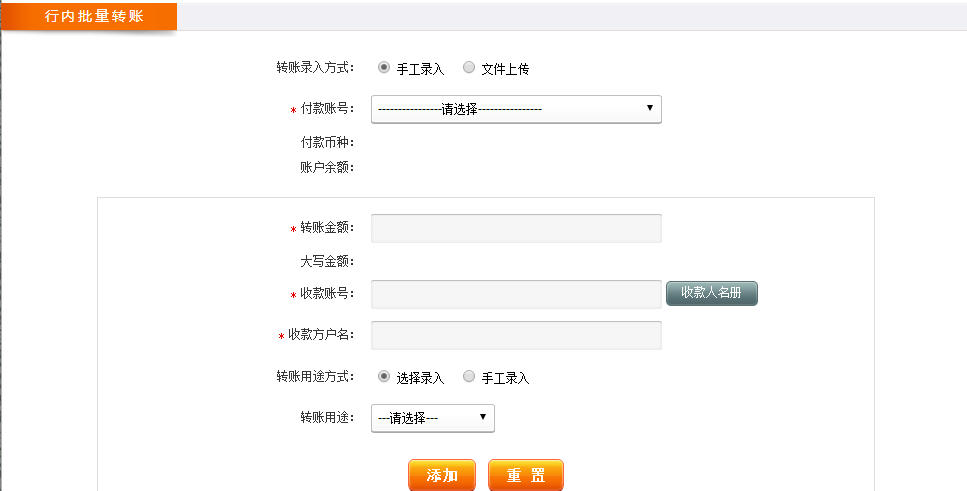 行内批量转账
转账录入方式： 手工录入 文件上传
* 付款账号： ----------------请选择----------------
付款币种：
账户余额：
* 转账金额：
大写金额：
* 收款账号： 收款人名册
* 收款方户名：
转账用途方式： 选择录入 手工录入
转账用途： ---请选择---
添加 重 置